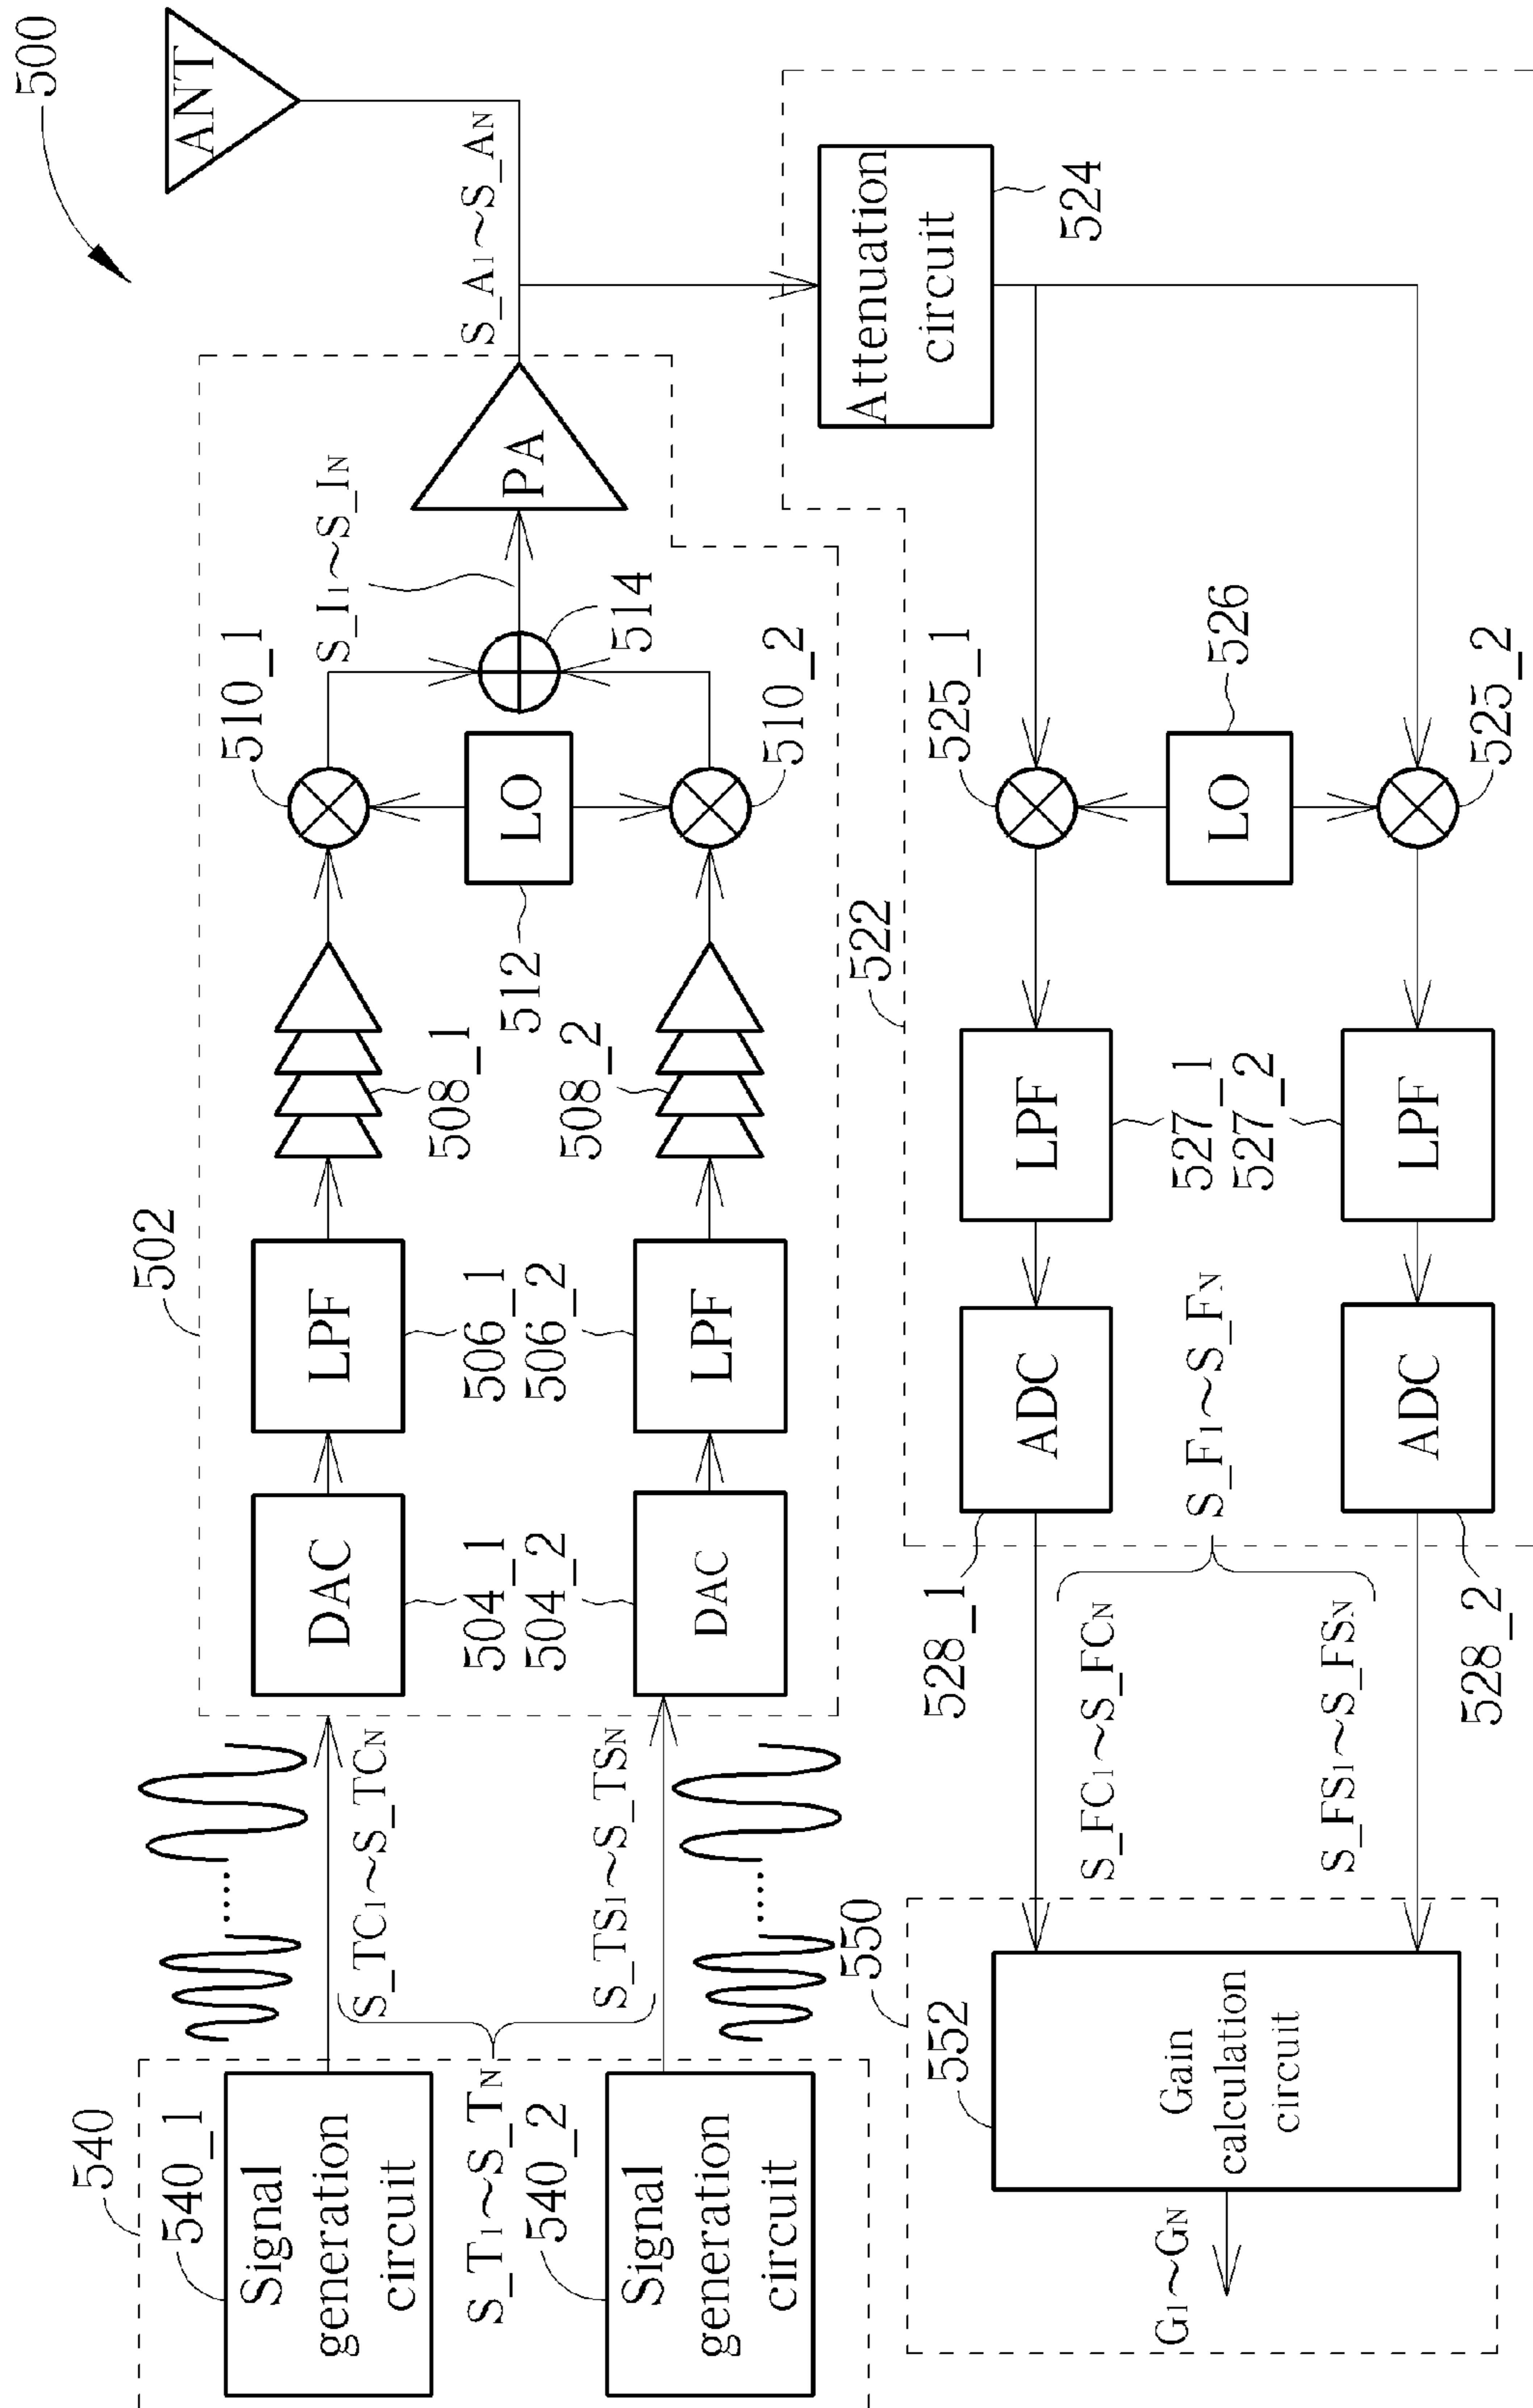 500
ANT
S_A1~S_AN
502
S_I1~S_IN
PA
510_1
514
510_2
LO
512
508_1
508_2
LPF
506_1
506_2
LPF
DAC
504_1
504_2
DAC
S_TC1~S_TCN
S_TS1~S_TSN
540
540_1
Signal
generation
circuit
S_T1~S_TN
540_2
Signal
generation
circuit
Attenuation
circuit
524
522
525_1
LO
526
525_2
LPF
527_1
527_2
LPF
ADC
S_F1~S_FN
ADC
528_1
528_2
S_FC1~S_FCN
S_FS1~S_FSN
550
552
Gain
calculation
circuit
G1~GN